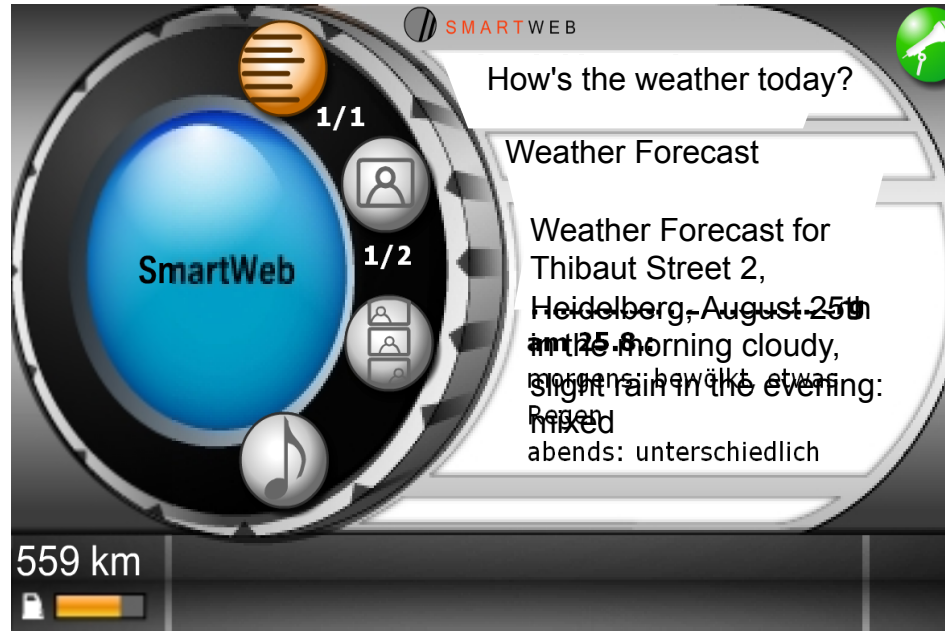 SMARTWEB
How's the weather today?
1/1
Weather Forecast
1/2
SmartWeb
Weather Forecast for
Thibaut Street 2,
Heidelberg, August 25th
am 25.8.:
in the morning cloudy,
morgens: bewölkt, etwas
slight rain in the evening:
Regen
mixed
abends: unterschiedlich
559 km